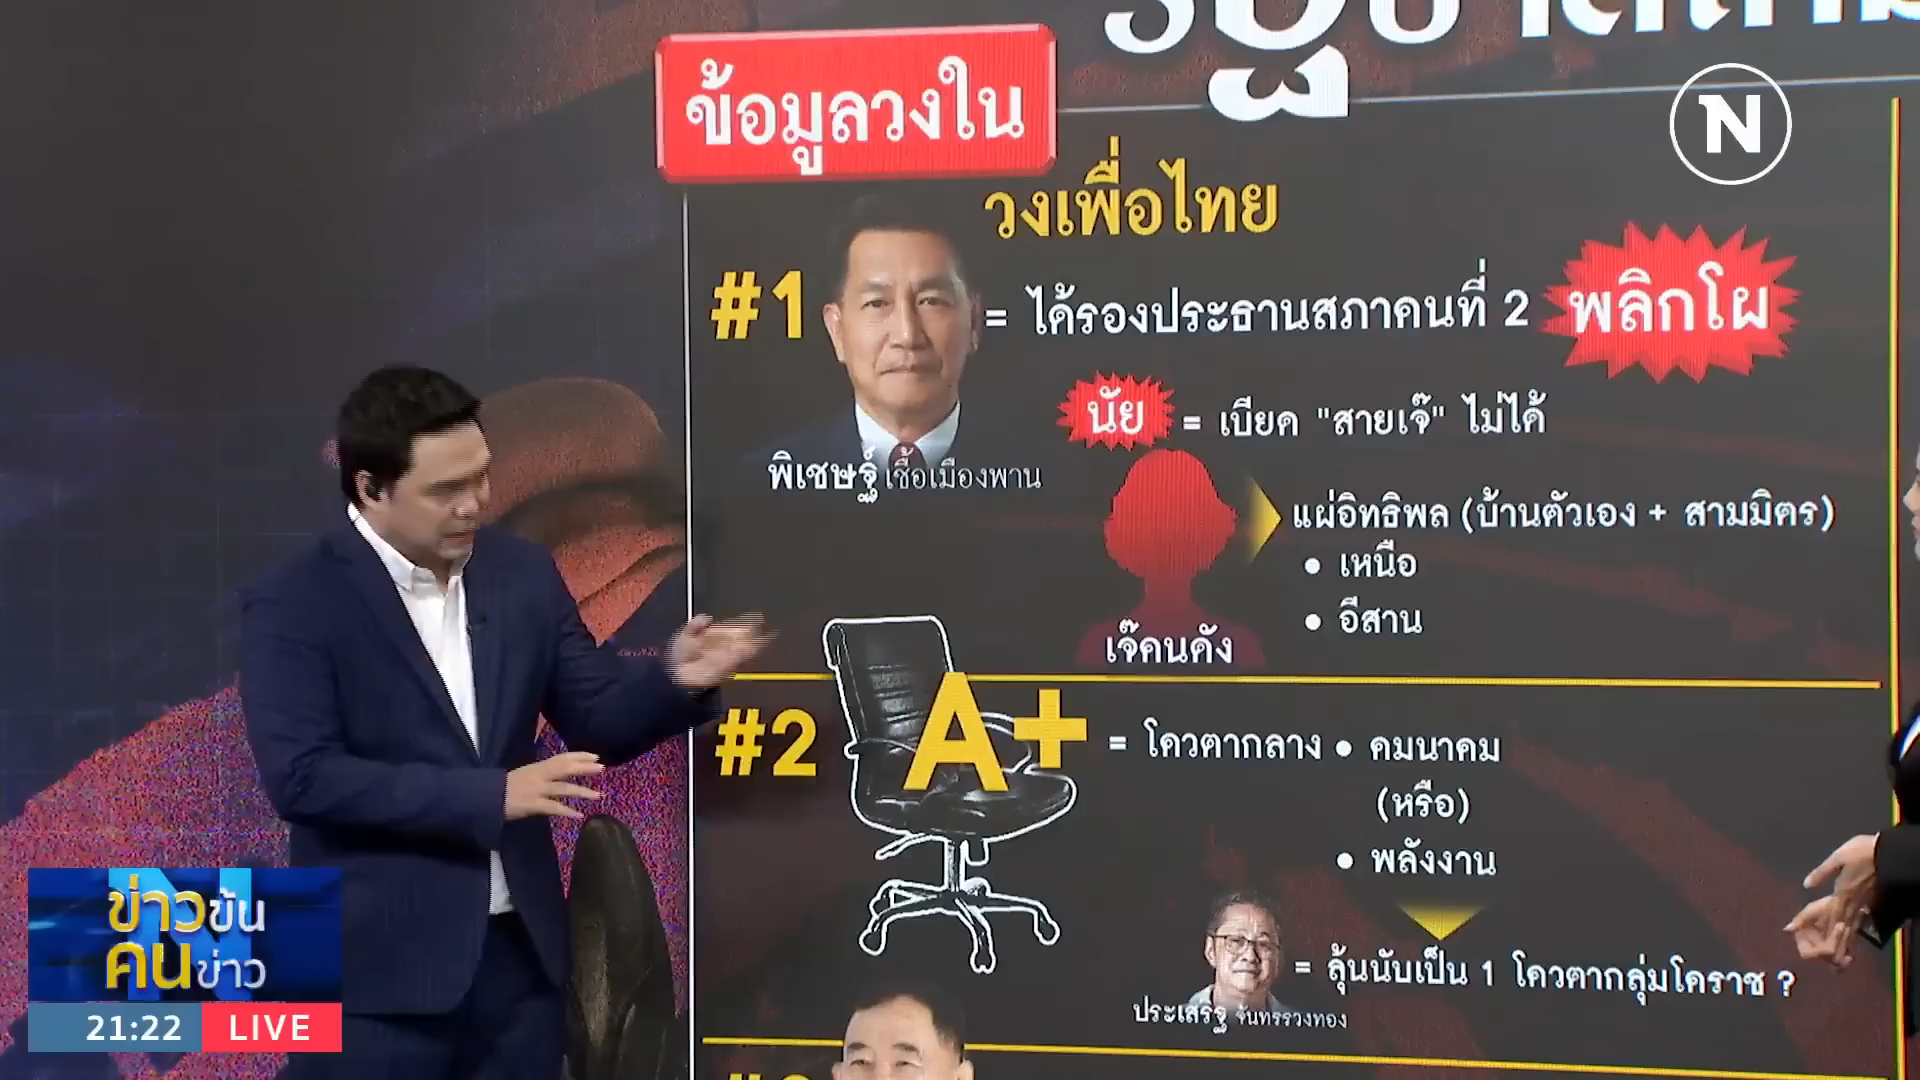 ข้อมูลวงใน
N
วงเพื่อไทย
#1 = ได้รองประธานสภาคนที่ 2 พลิกโผ
นัย = เบียด "สายเจ๊" ไม่ได้
พิเชษฐ์ เชื้อเมืองพาน
แผ่อิทธิพล (บ้านตัวเอง + สามมิตร)
• เหนือ
• อีสาน
เจ๊คนดัง
#2 A+ = โควตากลาง • คมนาคม
(หรือ)
• พลังงาน
= ลุ้นนับเป็น 1 โควตากลุ่มโคราช ?
ประเสริฐ จันทรรวงทอง
ข่าวข้น
คนข่าว
21:22 LIVE